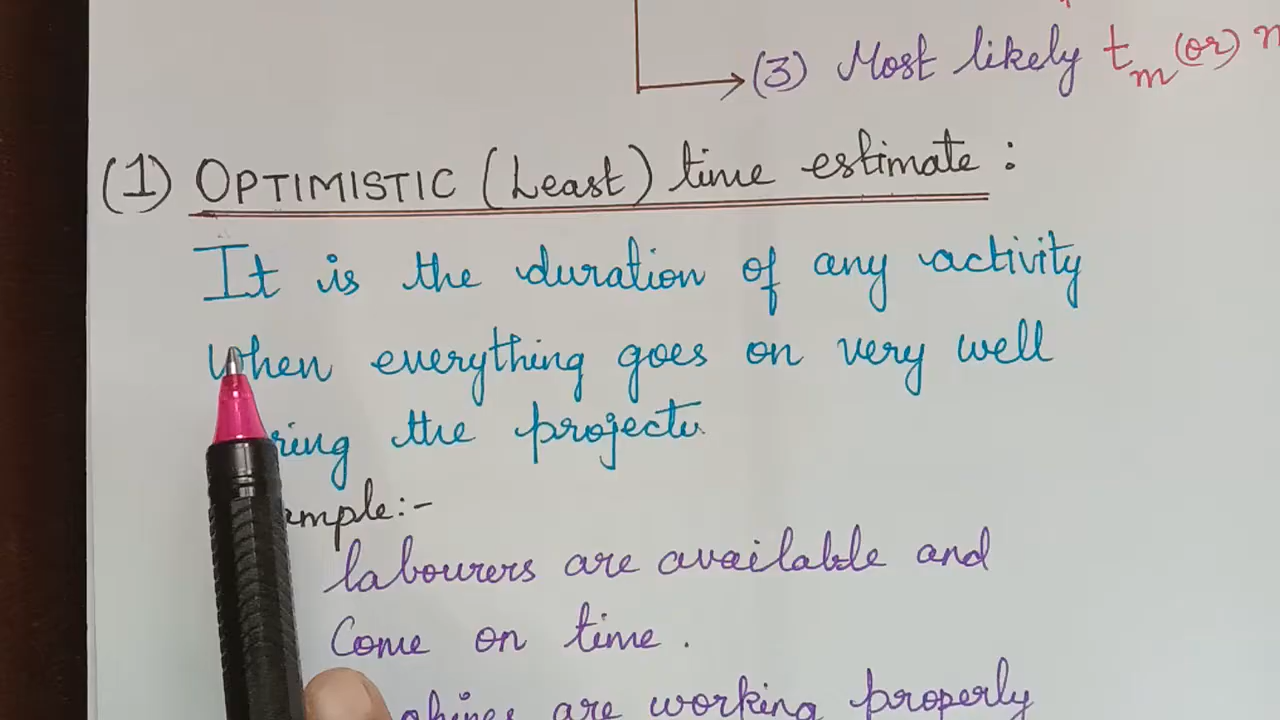 (3) Most likely t_m (or)
(1) OPTIMISTIC (Least) time estimate :
It is the duration of any activity
When everything goes on very well
the project.
labourers are available and
Come on time.
are working properly